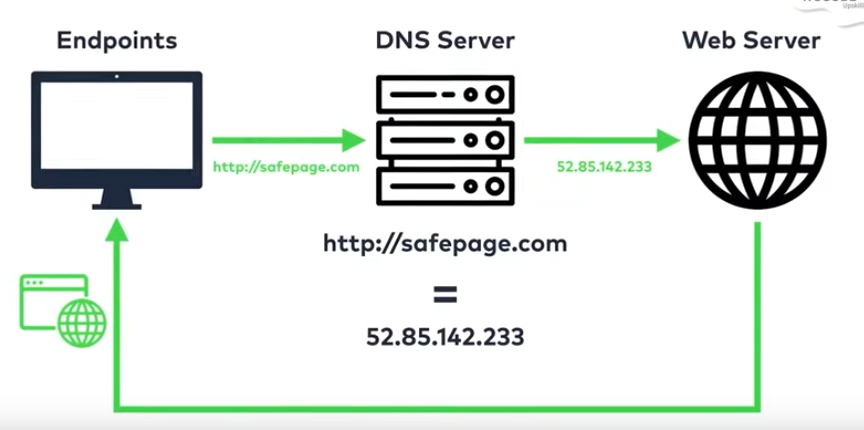 Endpoints
DNS Server
Web Server
http://safepage.com
52.85.142.233
http://safepage.com
=
52.85.142.233